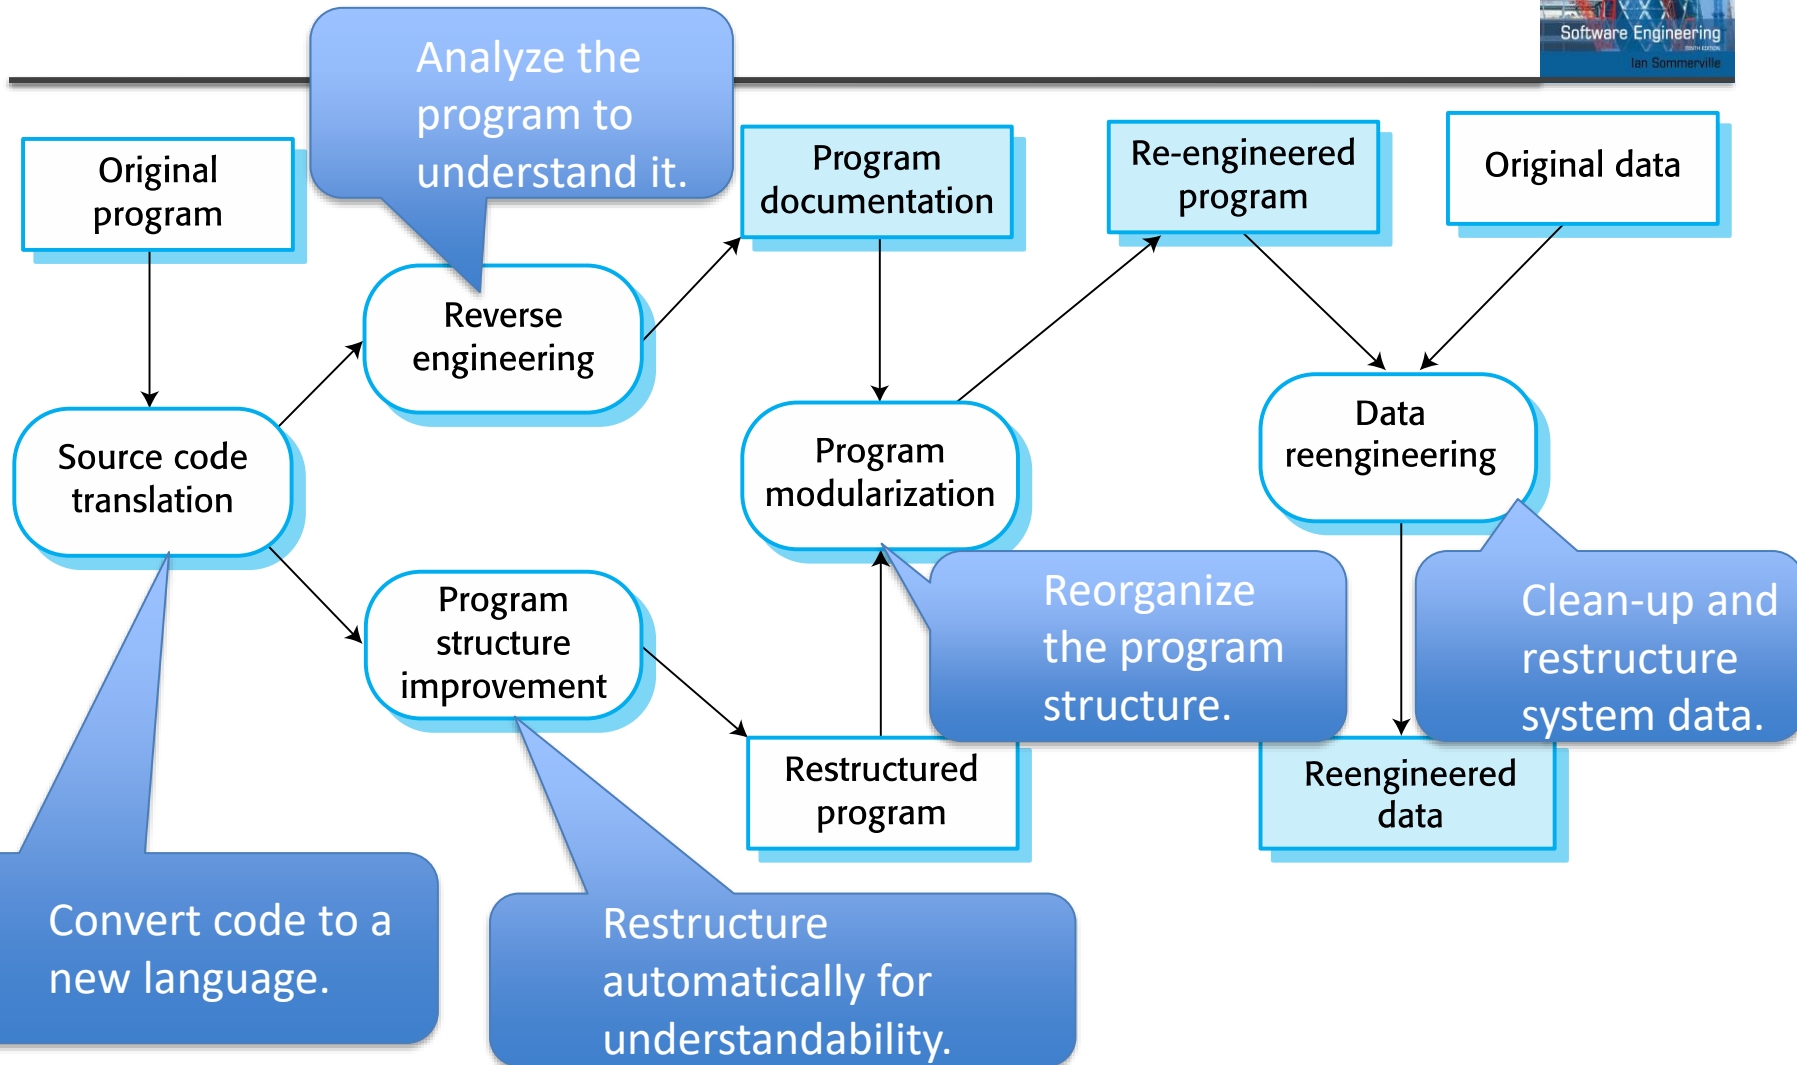 Software Engineering
TENTH EDITION
Ian Sommerville
Analyze the
program to
understand it.
Original
program
Program
documentation
Re-engineered
program
Original data
Reverse
engineering
Source code
translation
Program
modularization
Data
reengineering
Program
structure
improvement
Reorganize
the program
structure.
Clean-up and
restructure
system data.
Restructured
program
Reengineered
data
Convert code to a
new language.
Restructure
automatically for
understandability.